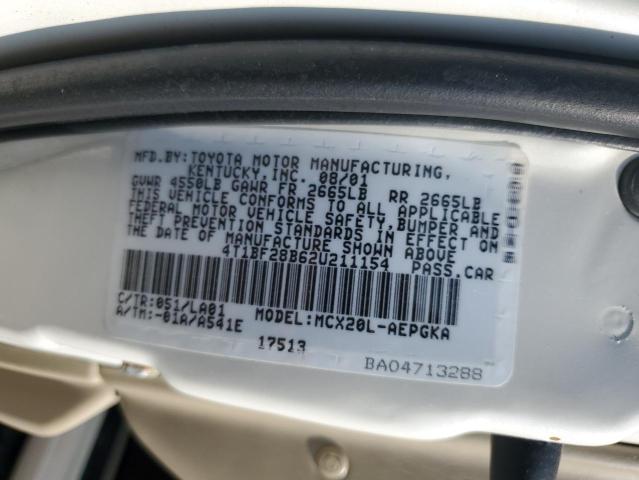 MFD.BY:TOYOTA MOTOR MANUFACTURING,
KENTUCKY,INC. 08/01
GVWR 4550LB GAWR FR 2665LB RR 2665LB
THIS VEHICLE CONFORMS TO ALL APPLICABLE
FEDERAL MOTOR VEHICLE SAFETY,BUMPER AND
THEFT PREVENTION STANDARDS IN EFFECT ON
THE DATE OF MANUFACTURE SHOWN ABOVE
4T1BF28B62U211154 PASS.CAR
C/TR:051/LA01
A/TM:-01A/A541E MODEL:MCX20L-AEPGKA
17513
BA04713288